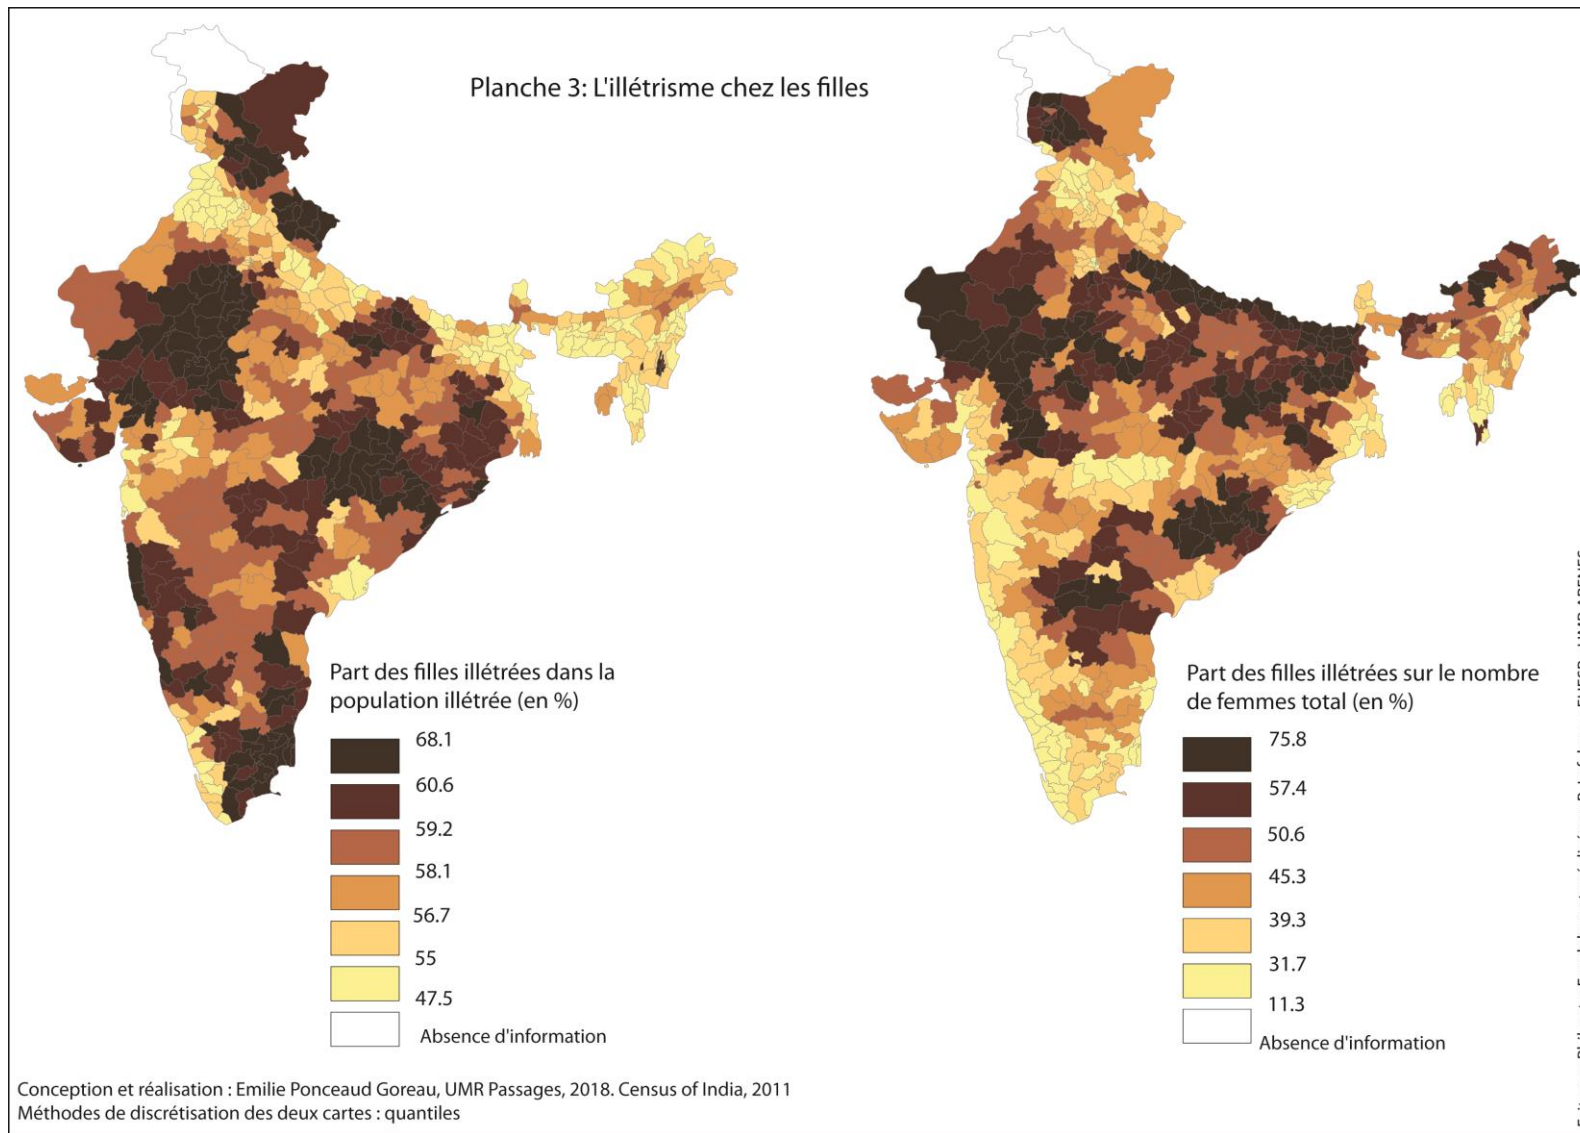 Planche 3: L'illétrisme chez les filles
Part des filles illétrées dans la
population illétrée (en %)
68.1
60.6
59.2
58.1
56.7
55
47.5
Absence d'information
Part des filles illétrées sur le nombre
de femmes total (en %)
75.8
57.4
50.6
45.3
39.3
31.7
11.3
Absence d'information
Conception et réalisation : Emilie Ponceaud Goreau, UMR Passages, 2018. Census of India, 2011
Méthodes de discrétisation des deux cartes : quantiles